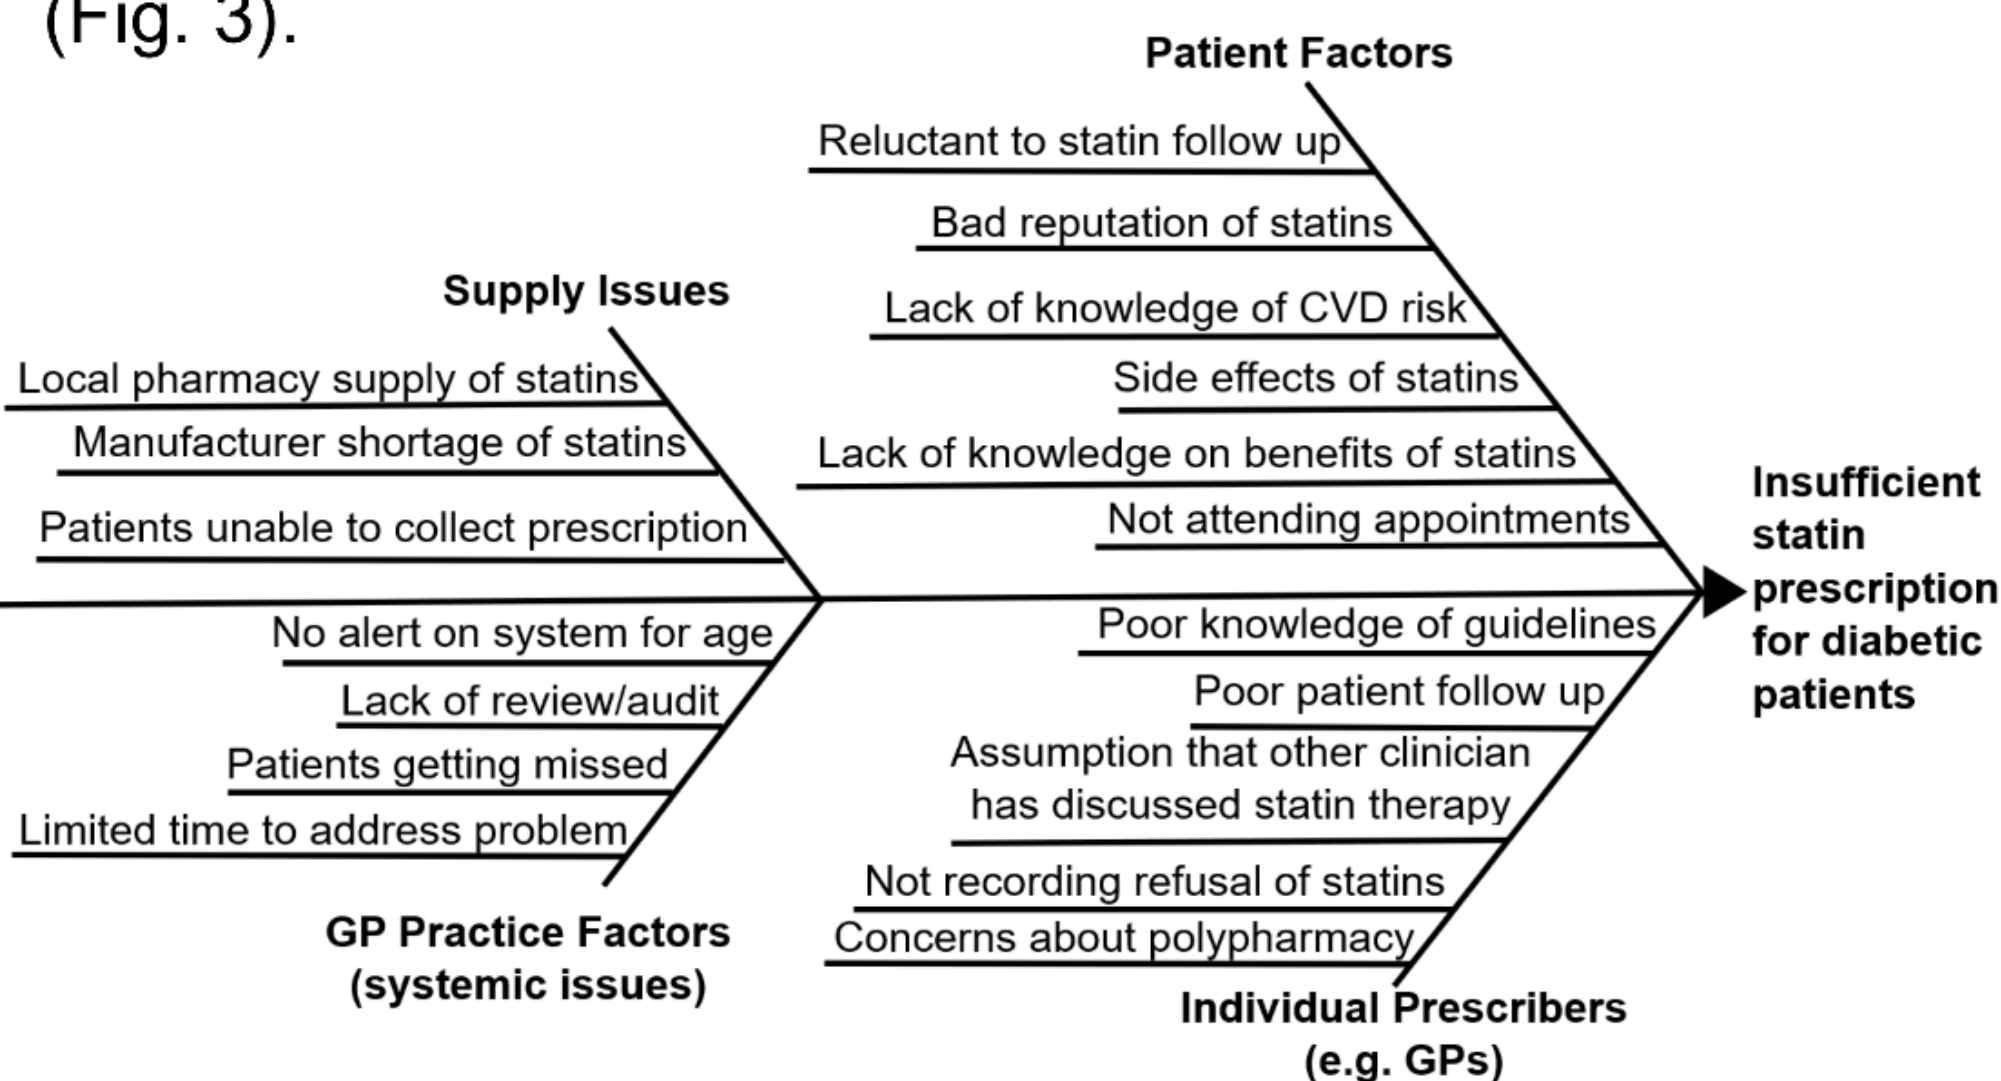 (Fig. 3).
Patient Factors
Reluctant to statin follow up
Bad reputation of statins
Lack of knowledge of CVD risk
Side effects of statins
Lack of knowledge on benefits of statins
Not attending appointments
Supply Issues
Local pharmacy supply of statins
Manufacturer shortage of statins
Patients unable to collect prescription
Insufficient
statin
prescription
for diabetic
patients
No alert on system for age
Lack of review/audit
Patients getting missed
Limited time to address problem
GP Practice Factors
(systemic issues)
Poor knowledge of guidelines
Poor patient follow up
Assumption that other clinician
has discussed statin therapy
Not recording refusal of statins
Concerns about polypharmacy
Individual Prescribers
(e.g. GPs)